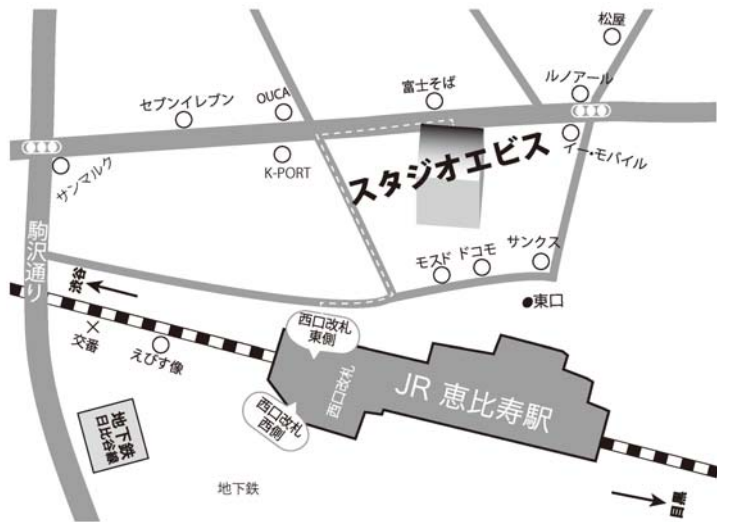 松屋
ルノアール
富士そば
OUCA
セブンイレブン
イー・モバイル
サンマルク
K-PORT
スタジオエビス
駒沢通り
サンクス
ドコモ
モスド
渋谷
東口
交番
えびす像
西口改札
東側
西口改札
JR 恵比寿駅
西口改札
西側
地下鉄
日比谷線
地下鉄
目黒